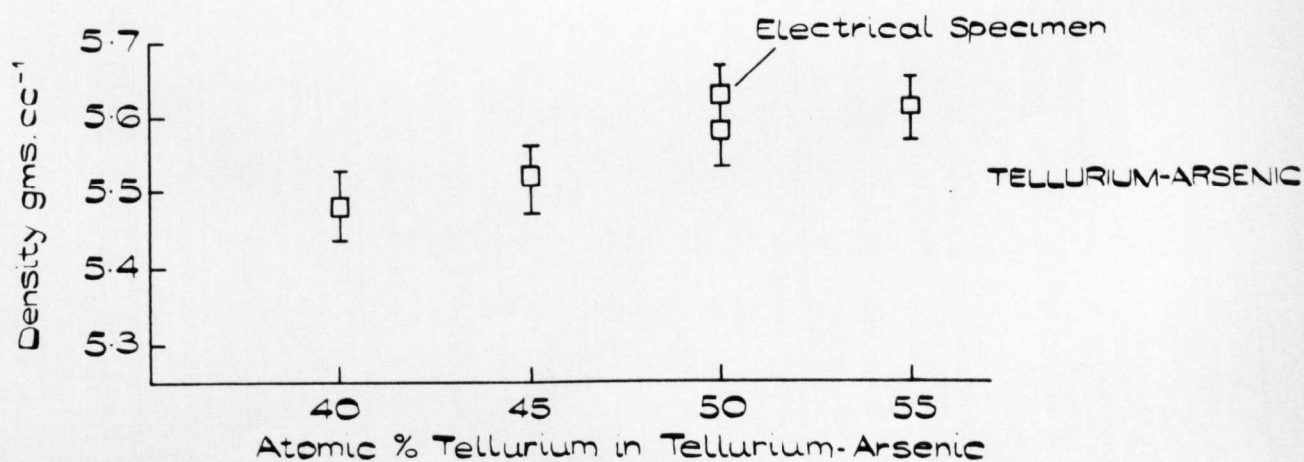 Electrical Specimen
Density gms.cc⁻¹
5·7
5·6
5·5
5·4
5·3
TELLURIUM-ARSENIC
40 45 50 55
Atomic % Tellurium in Tellurium-Arsenic